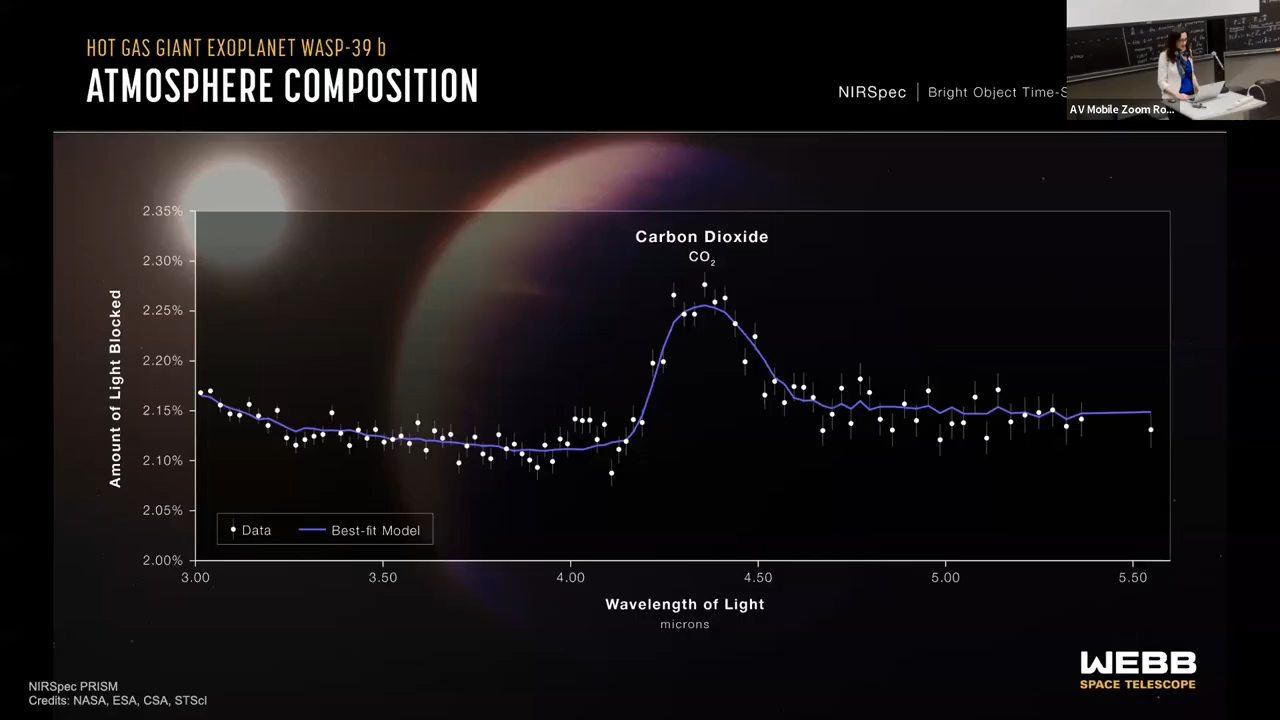 HOT GAS GIANT EXOPLANET WASP-39 b
ATMOSPHERE COMPOSITION
NIRSpec | Bright Object Time-S
AV Mobile Zoom Ro...
2.35%
2.30%
2.25%
2.20%
2.15%
2.10%
2.05%
2.00%
Amount of Light Blocked
Carbon Dioxide
CO₂
Data
Best-fit Model
3.00
3.50
4.00
4.50
5.00
5.50
Wavelength of Light
microns
WEBB
SPACE TELESCOPE
NIRSpec PRISM
Credits: NASA, ESA, CSA, STScI